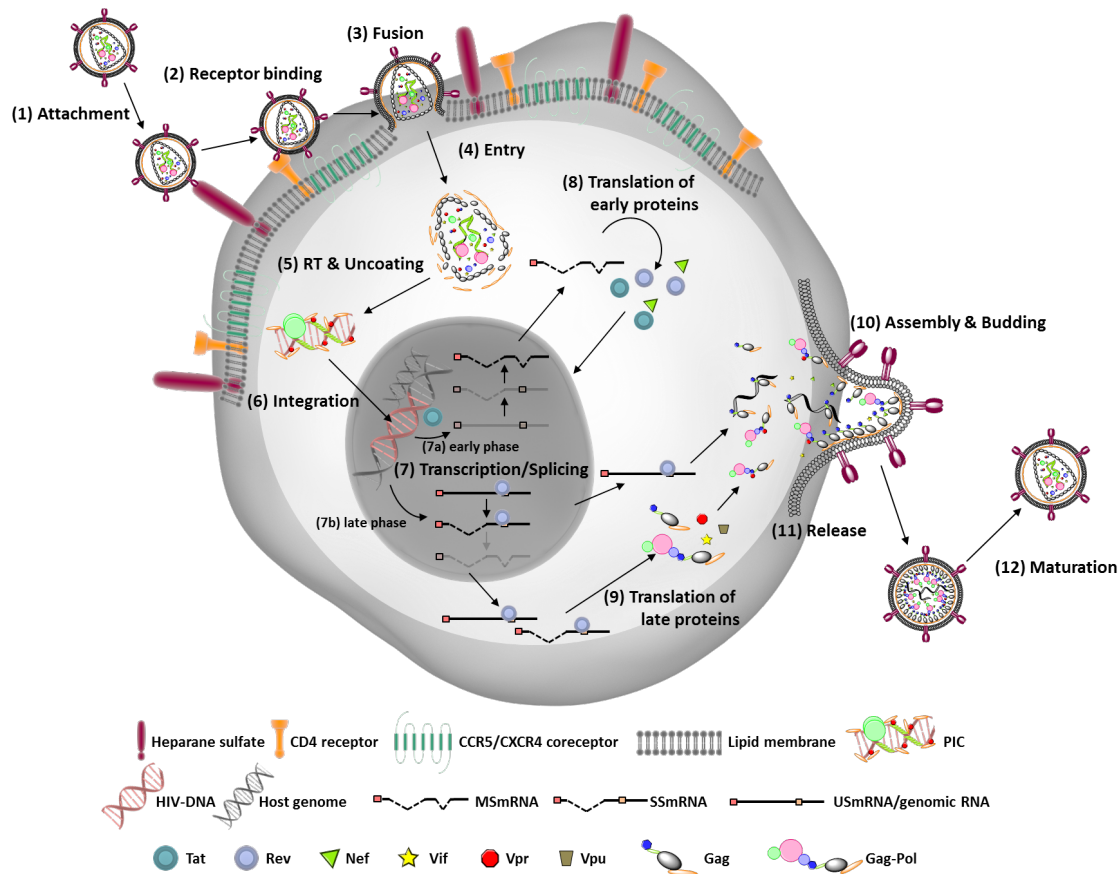 (3) Fusion
(2) Receptor binding
(1) Attachment
(4) Entry
(8) Translation of
early proteins
(5) RT & Uncoating
(10) Assembly & Budding
(6) Integration
(7a) early phase
(7) Transcription/Splicing
(7b) late phase
(11) Release
(12) Maturation
(9) Translation of
late proteins
Heparane sulfate
CD4 receptor
CCR5/CXCR4 coreceptor
Lipid membrane
PIC
HIV-DNA
Host genome
MSmRNA
SSmRNA
USmRNA/genomic RNA
Tat
Rev
Nef
Vif
Vpr
Vpu
Gag
Gag-Pol